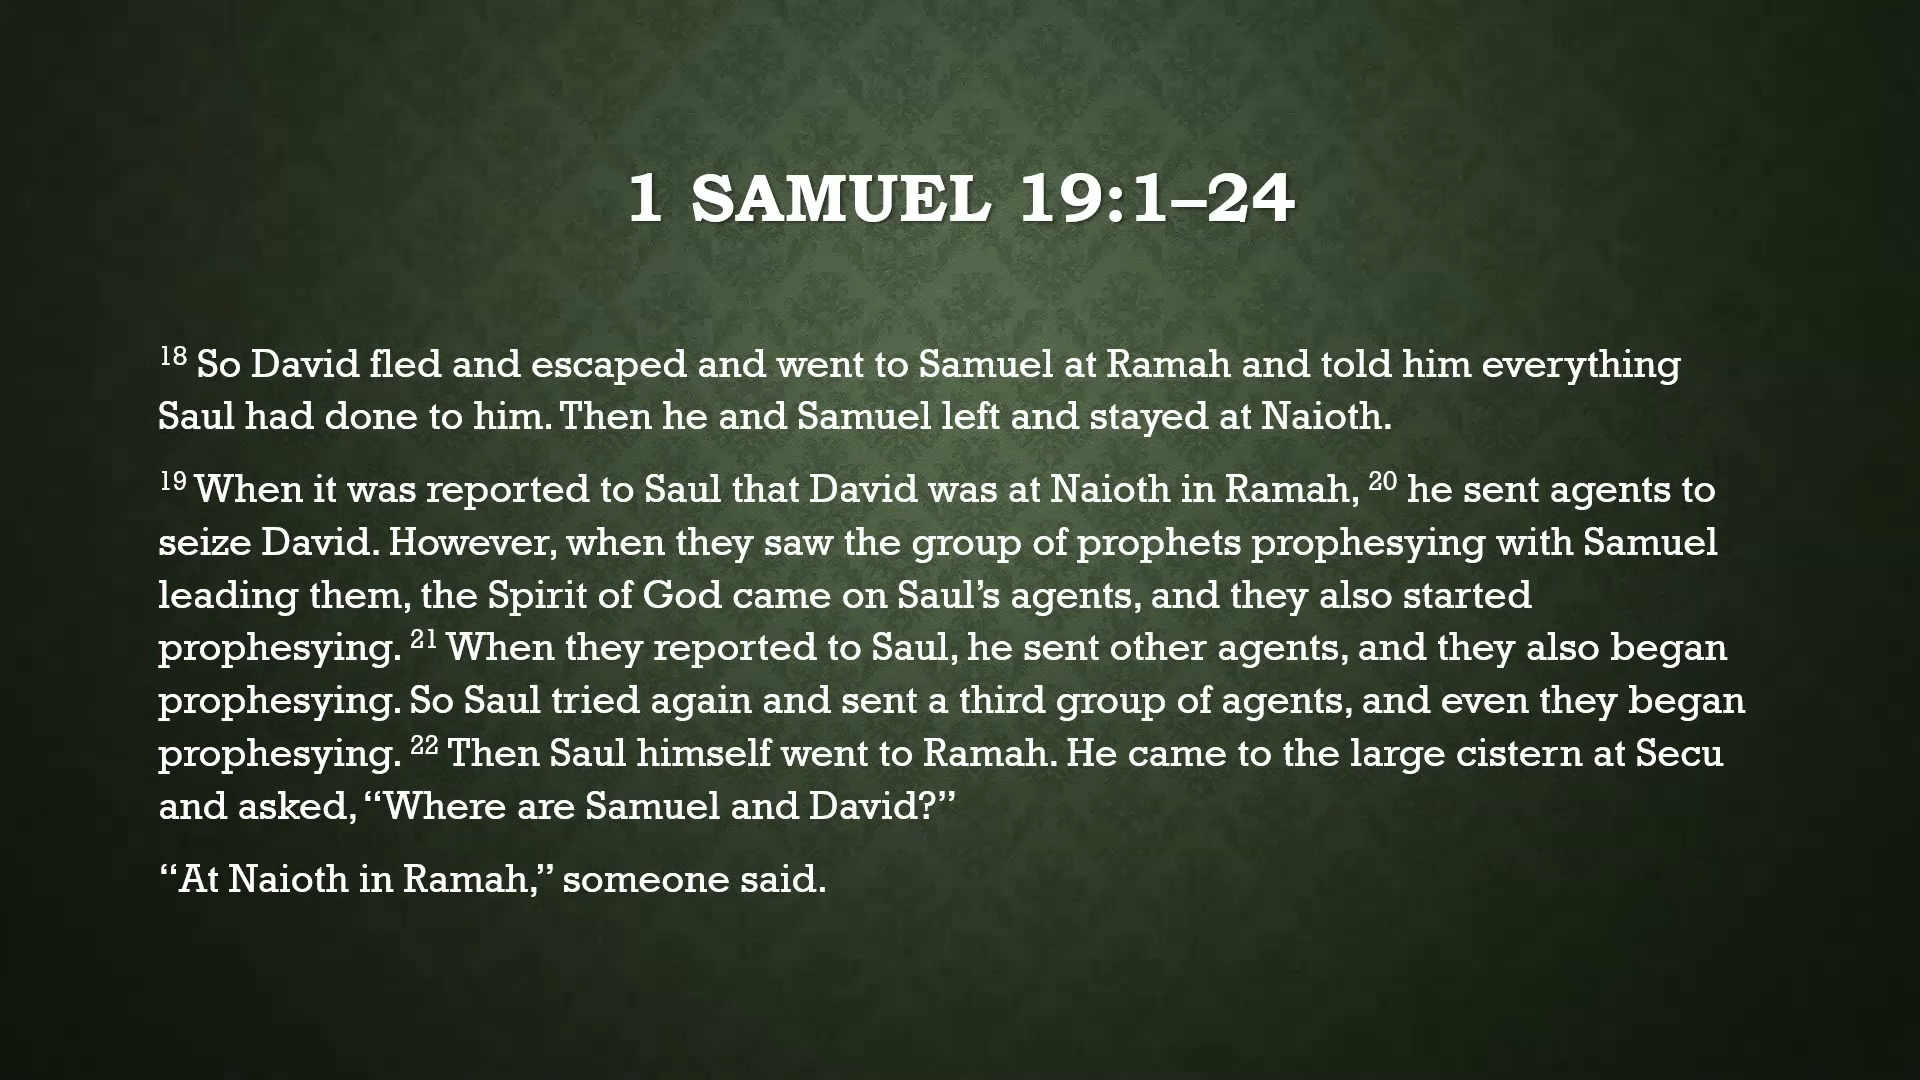 1 SAMUEL 19:1–24
18 So David fled and escaped and went to Samuel at Ramah and told him everything
Saul had done to him. Then he and Samuel left and stayed at Naioth.
19 When it was reported to Saul that David was at Naioth in Ramah, 20 he sent agents to
seize David. However, when they saw the group of prophets prophesying with Samuel
leading them, the Spirit of God came on Saul’s agents, and they also started
prophesying. 21 When they reported to Saul, he sent other agents, and they also began
prophesying. So Saul tried again and sent a third group of agents, and even they began
prophesying. 22 Then Saul himself went to Ramah. He came to the large cistern at Secu
and asked, “Where are Samuel and David?”
“At Naioth in Ramah,” someone said.